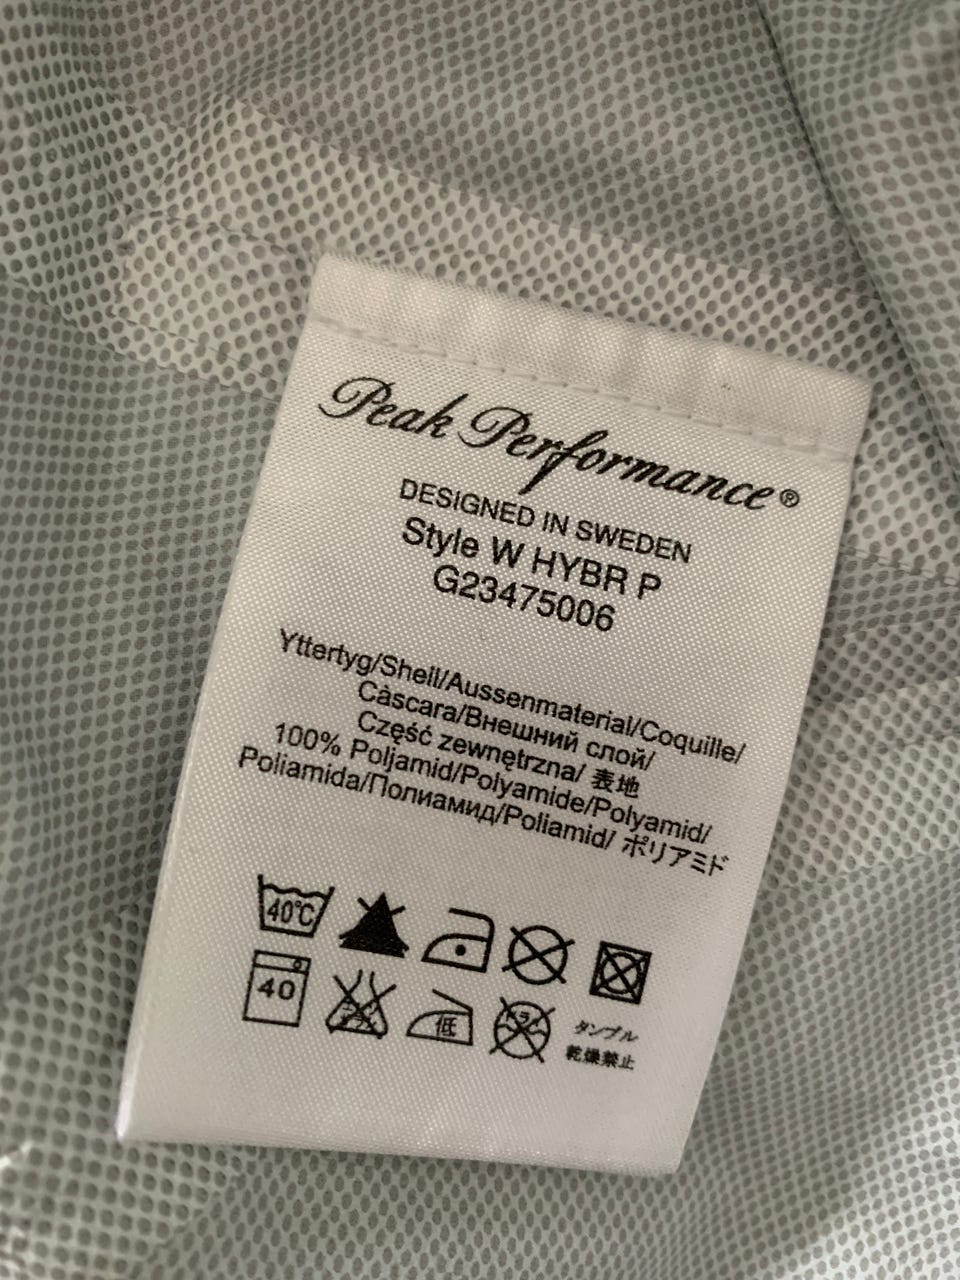 Peak Performance®
DESIGNED IN SWEDEN
Style W HYBR P
G23475006
Yttertyg/Shell/Aussenmaterial/Coquille/
Càscara/Внешний слой/
Część zewnętrzna/ 表地
100% Poljamid/Polyamide/Polyamid/
Poliamida/Полиамид/Poliamid/ ポリアミド
40°C
40
低
タンブル
乾燥禁止